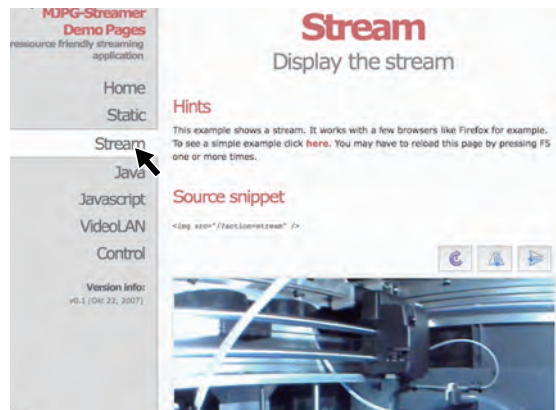 MJPG-Streamer
Demo Pages
ressource friendly streaming
application
Home
Static
Stream
Java
Javascript
VideoLAN
Control
Version info:
v0.1 (Okt 22, 2007)
Stream
Display the stream
Hints
This example shows a stream. It works with a few browsers like Firefox for example.
To see a simple example click here. You may have to reload this page by pressing F5
one or more times.
Source snippet
<img src="/?action=stream" />